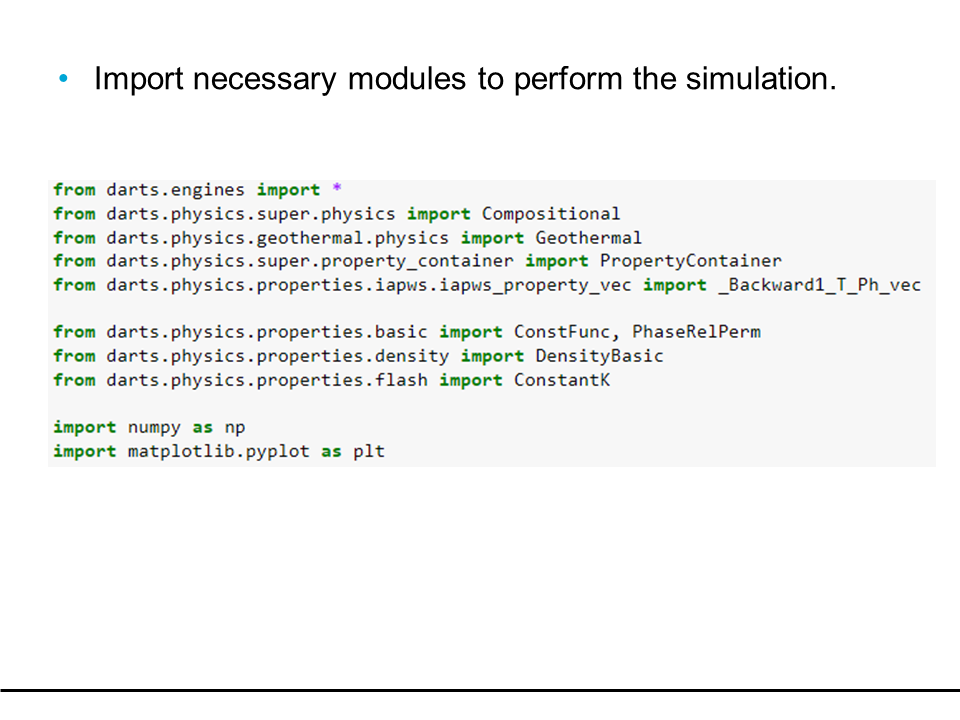 • Import necessary modules to perform the simulation.
from darts.engines import *
from darts.physics.super.physics import Compositional
from darts.physics.geothermal.physics import Geothermal
from darts.physics.super.property_container import PropertyContainer
from darts.physics.properties.iapws.iapws_property_vec import _Backward1_T_Ph_vec
from darts.physics.properties.basic import ConstFunc, PhaseRelPerm
from darts.physics.properties.density import DensityBasic
from darts.physics.properties.flash import ConstantK
import numpy as np
import matplotlib.pyplot as plt